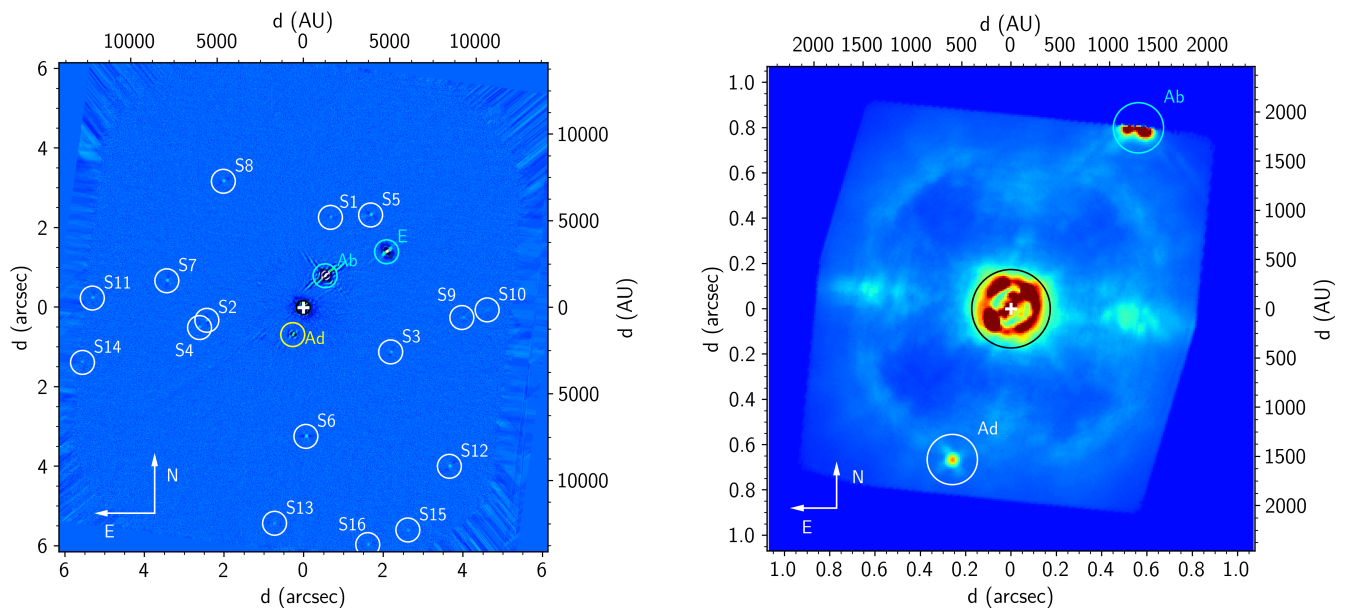 d (AU)
10000 5000 0 5000 10000
6
4
2
0
2
4
6
d (arcsec)
10000
5000
0
5000
10000
d (AU)
S8
S1
S5
E
Ab
S7
S11
S2
S9
S10
S4
Ad
S3
S14
S6
S12
S13
S15
S16
N
E
6 4 2 0 2 4 6
d (arcsec)
d (AU)
2000 1500 1000 500 0 500 1000 1500 2000
1.0
0.8
0.6
0.4
0.2
0
0.2
0.4
0.6
0.8
1.0
d (arcsec)
2000
1500
1000
500
0
500
1000
1500
2000
d (AU)
Ab
Ad
N
E
1.0 0.8 0.6 0.4 0.2 0 0.2 0.4 0.6 0.8 1.0
d (arcsec)